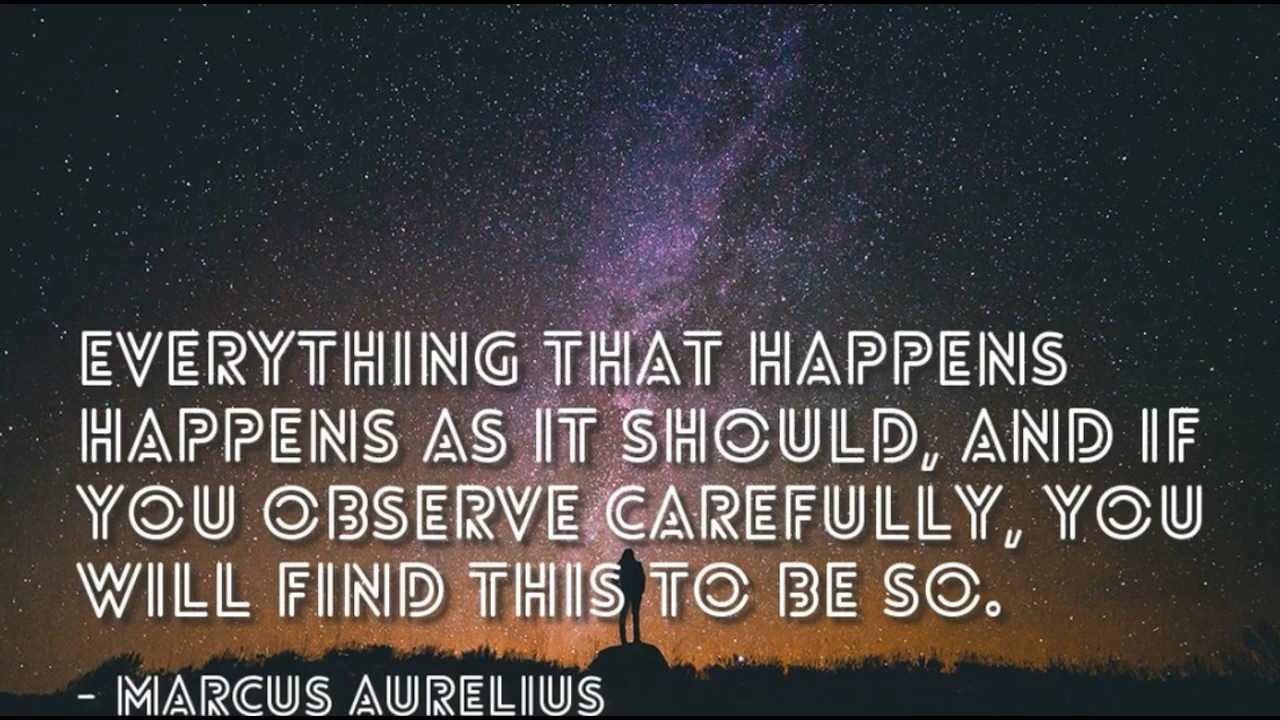 EVERYTHING THAT HAPPENS
HAPPENS AS IT SHOULD, AND IF
YOU OBSERVE CAREFULLY, YOU
WILL FIND THIS TO BE SO.
- MARCUS AURELIUS